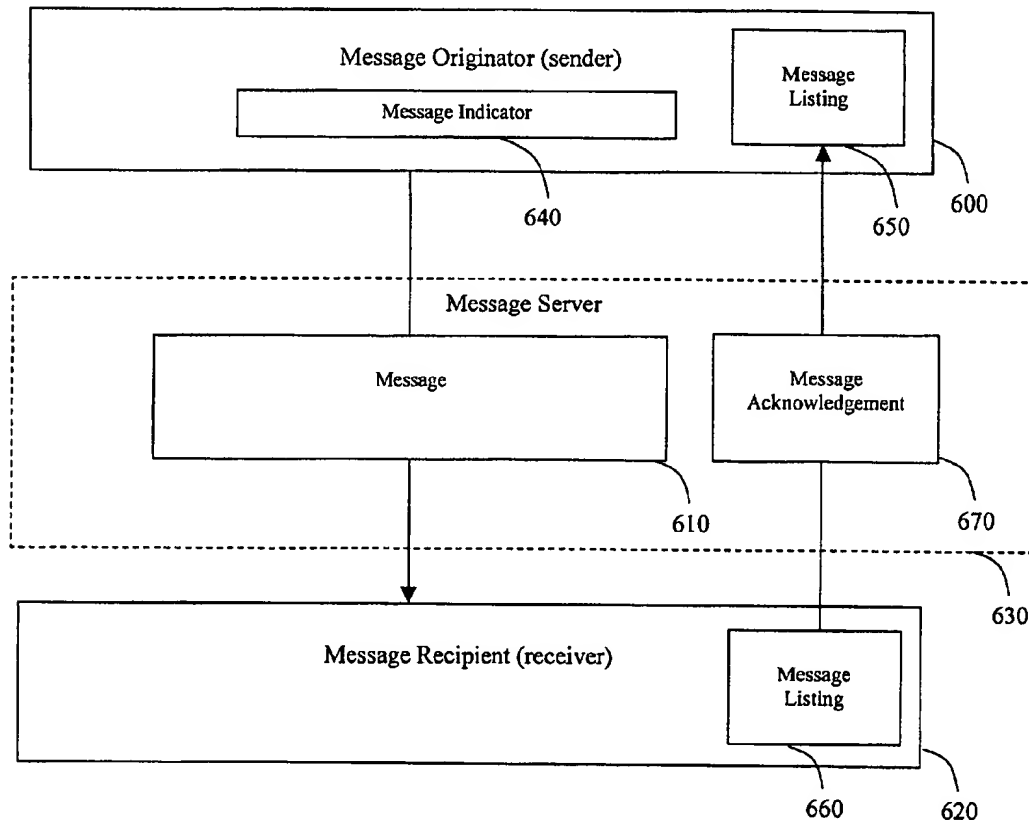 Message Originator (sender)
Message
Listing
Message Indicator
640
650
600
Message Server
Message
Message
Acknowledgement
610
670
630
Message Recipient (receiver)
Message
Listing
660
620